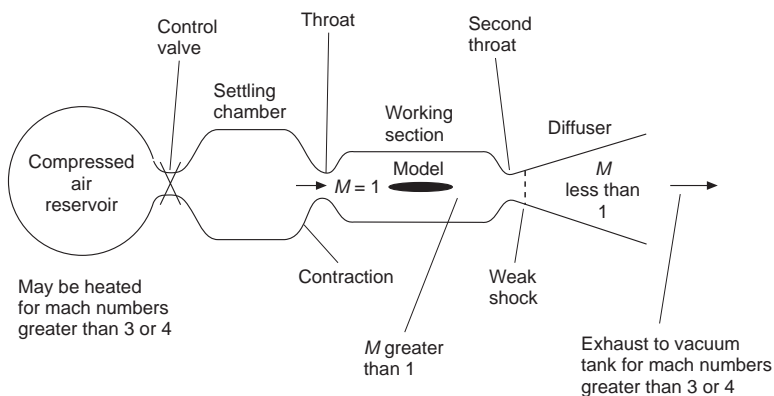 Control
valve
Throat
Second
throat
Settling
chamber
Working
section
Diffuser
Compressed
air
reservoir
M = 1
Model
M
less than
1
Contraction
Weak
shock
May be heated
for mach numbers
greater than 3 or 4
M greater
than 1
Exhaust to vacuum
tank for mach numbers
greater than 3 or 4